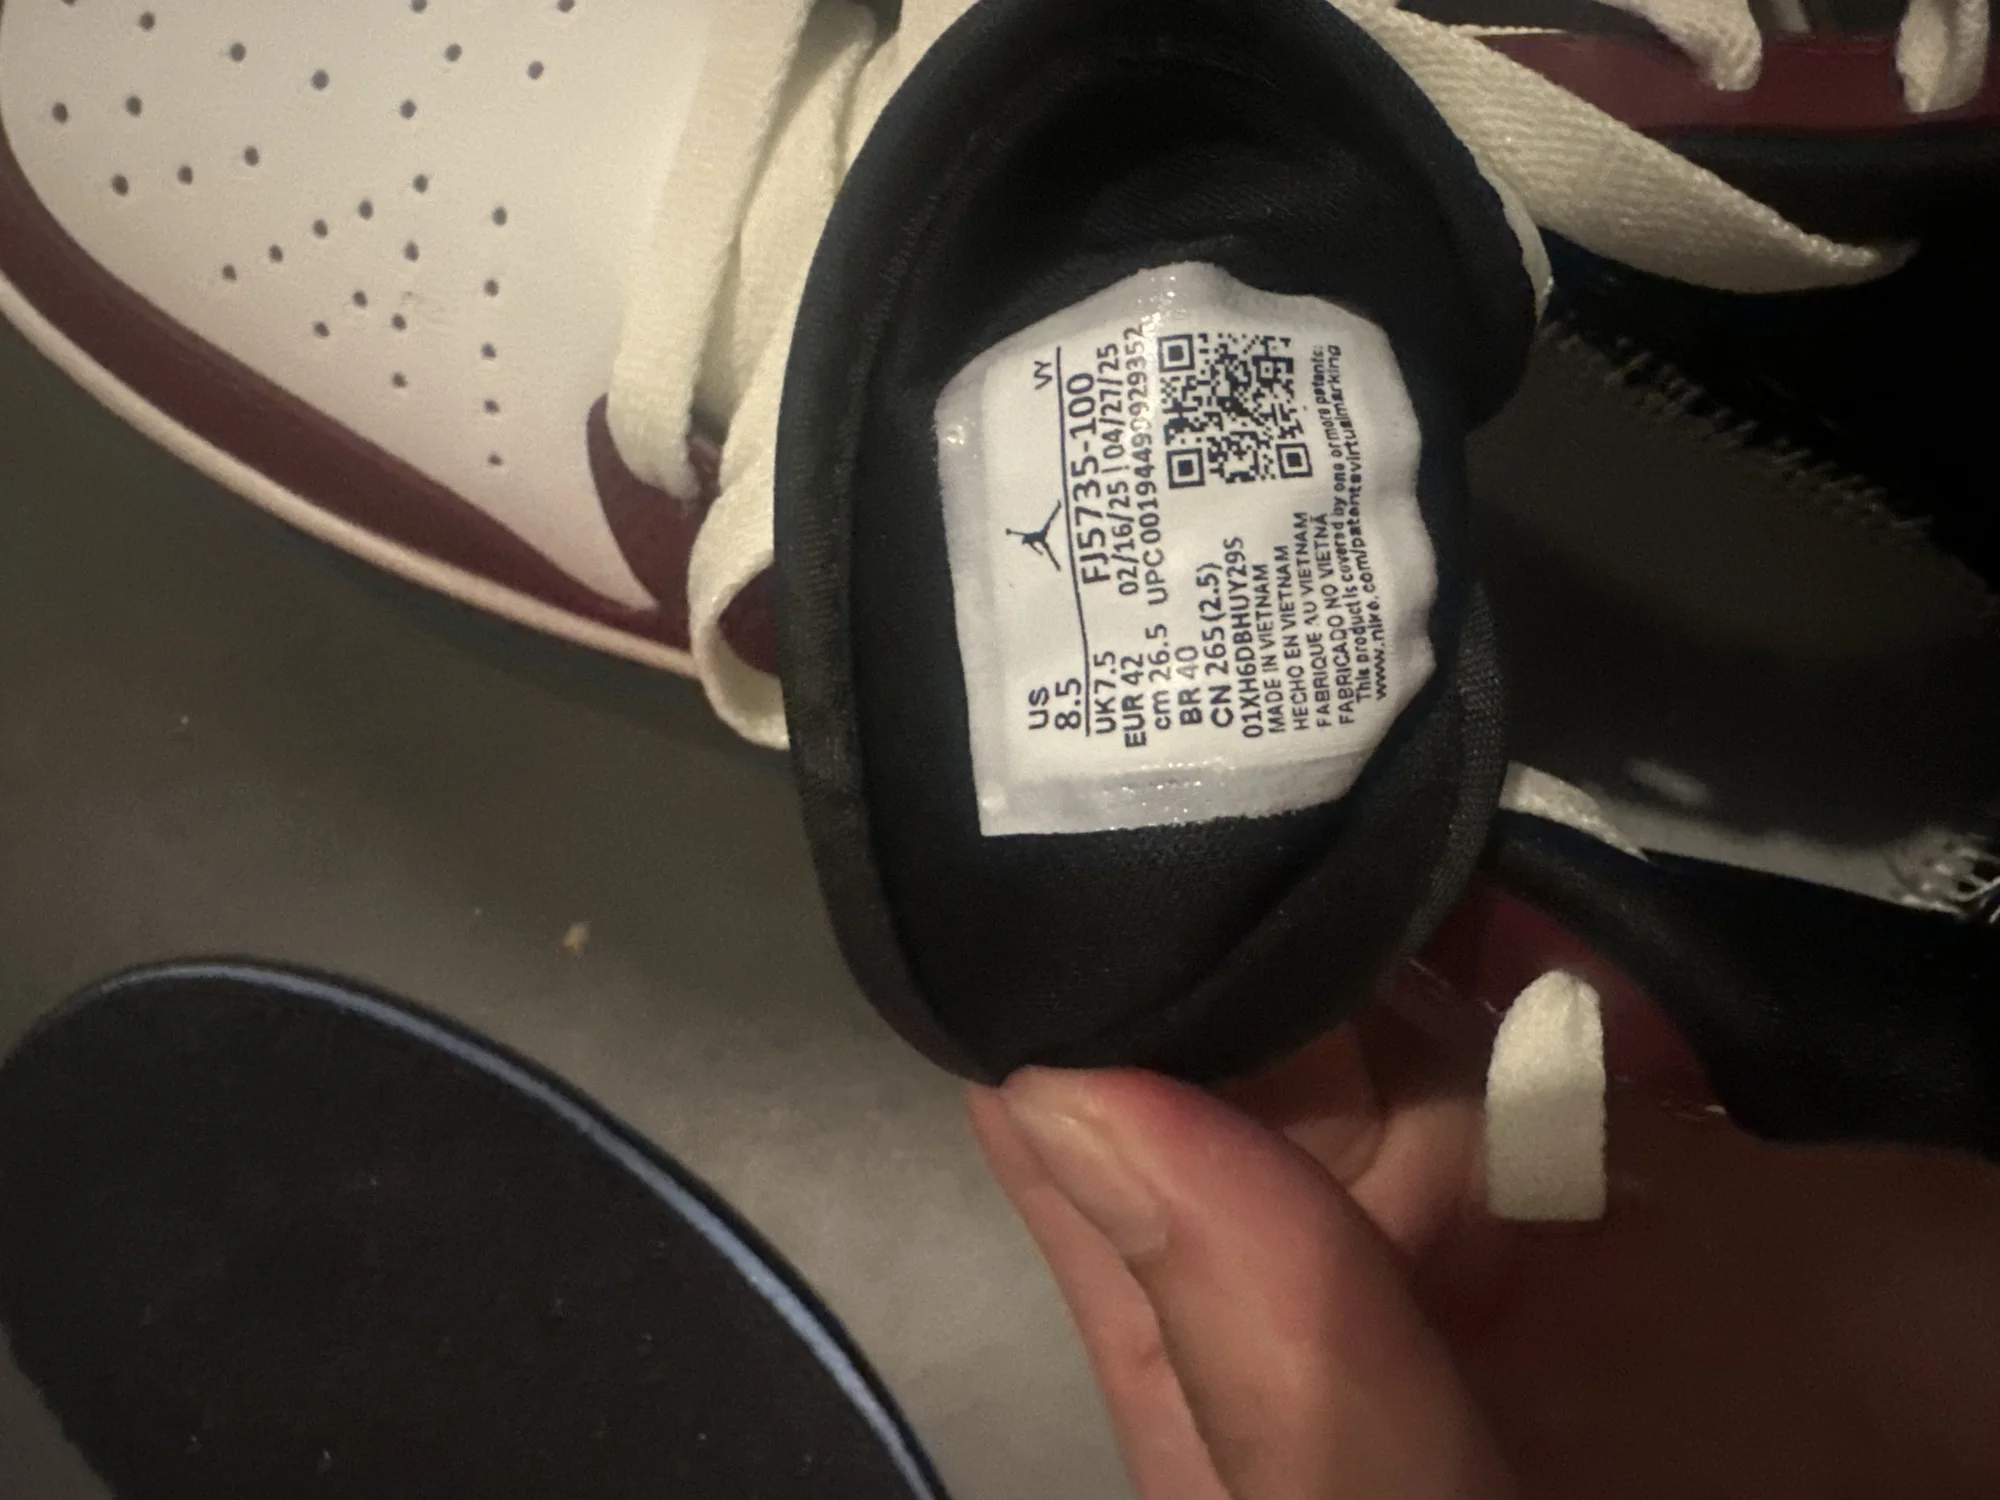 VY
US
8.5
FJ5735-100
UK 7.5
02/16/25 | 04/27/25
EUR 42
UPC 00194490929352
cm 26.5
BR 40
CN 265(2.5)
01XH6DBHUY29S
MADE IN VIETNAM
HECHO EN VIETNAM
FABRIQUE AU VIETNAM
FABRICADO NO VIETNÃ
This product is covered by one or more patents:
www.nike.com/patentsvirtualmarking